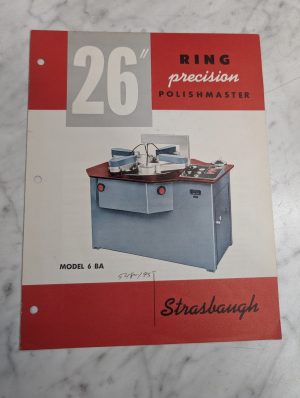 26"
RING
precision
POLISHMASTER
MODEL 6 BA
Strasbaugh